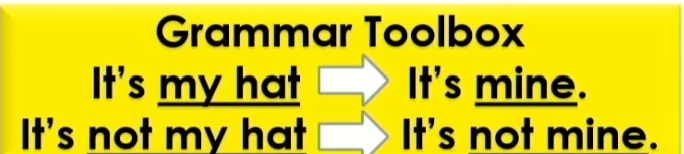 Grammar Toolbox
It's my hat It's mine.
It's not my hat It's not mine.